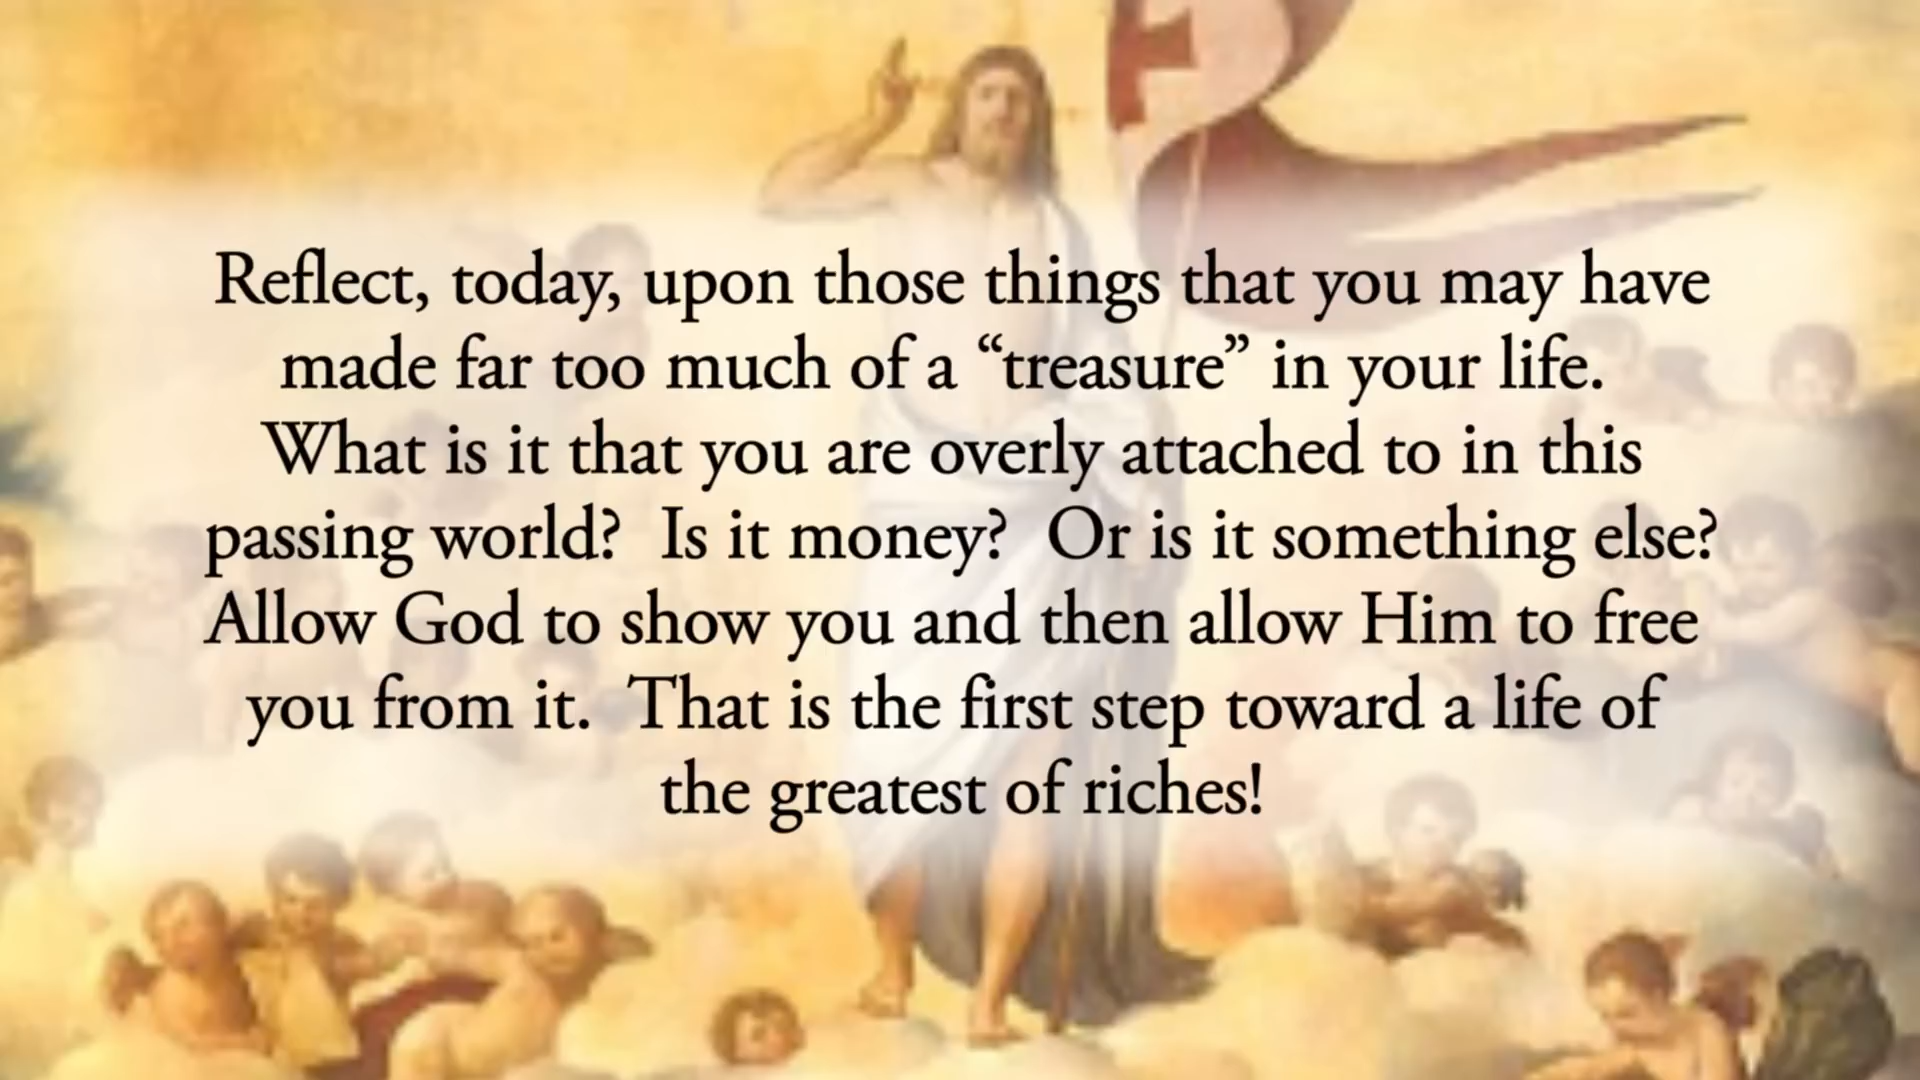 Reflect, today, upon those things that you may have
made far too much of a “treasure” in your life.
What is it that you are overly attached to in this
passing world?  Is it money?  Or is it something else?
Allow God to show you and then allow Him to free
you from it.  That is the first step toward a life of
the greatest of riches!